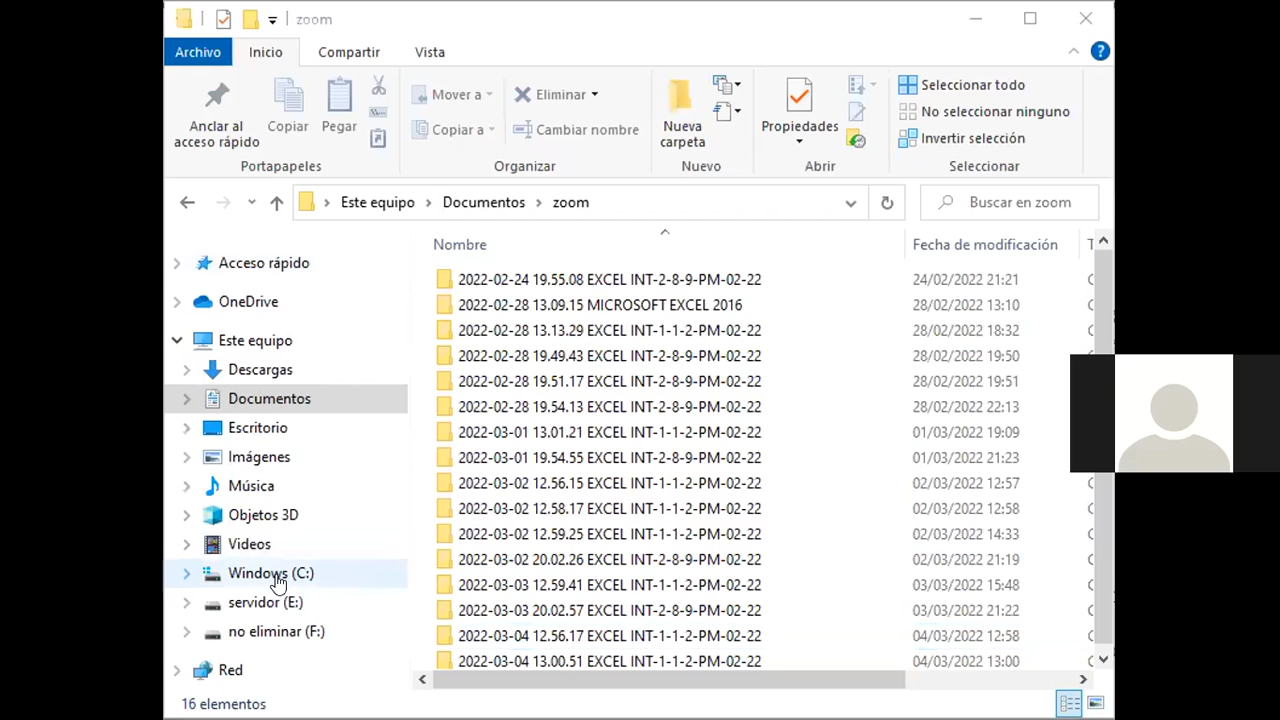 zoom
Archivo Inicio Compartir Vista
Anclar al acceso rápido
Copiar
Pegar
Portapapeles
Mover a
Copiar a
Eliminar
Cambiar nombre
Organizar
Nueva carpeta
Nuevo
Propiedades
Abrir
Seleccionar todo
No seleccionar ninguno
Invertir selección
Seleccionar
Este equipo > Documentos > zoom
Buscar en zoom
Acceso rápido
OneDrive
Este equipo
Descargas
Documentos
Escritorio
Imágenes
Música
Objetos 3D
Videos
Windows (C:)
servidor (E:)
no eliminar (F:)
Red
Nombre Fecha de modificación
2022-02-24 19.55.08 EXCEL INT-2-8-9-PM-02-22 24/02/2022 21:21
2022-02-28 13.09.15 MICROSOFT EXCEL 2016 28/02/2022 13:10
2022-02-28 13.13.29 EXCEL INT-1-1-2-PM-02-22 28/02/2022 18:32
2022-02-28 19.49.43 EXCEL INT-2-8-9-PM-02-22 28/02/2022 19:50
2022-02-28 19.51.17 EXCEL INT-2-8-9-PM-02-22 28/02/2022 19:51
2022-02-28 19.54.13 EXCEL INT-2-8-9-PM-02-22 28/02/2022 22:13
2022-03-01 13.01.21 EXCEL INT-1-1-2-PM-02-22 01/03/2022 19:09
2022-03-01 19.54.55 EXCEL INT-2-8-9-PM-02-22 01/03/2022 21:23
2022-03-02 12.56.15 EXCEL INT-1-1-2-PM-02-22 02/03/2022 12:57
2022-03-02 12.58.17 EXCEL INT-1-1-2-PM-02-22 02/03/2022 12:58
2022-03-02 12.59.25 EXCEL INT-1-1-2-PM-02-22 02/03/2022 14:33
2022-03-02 20.02.26 EXCEL INT-2-8-9-PM-02-22 02/03/2022 21:19
2022-03-03 12.59.41 EXCEL INT-1-1-2-PM-02-22 03/03/2022 15:48
2022-03-03 20.02.57 EXCEL INT-2-8-9-PM-02-22 03/03/2022 21:22
2022-03-04 12.56.17 EXCEL INT-1-1-2-PM-02-22 04/03/2022 12:58
2022-03-04 13.00.51 EXCEL INT-1-1-2-PM-02-22 04/03/2022 13:00
16 elementos